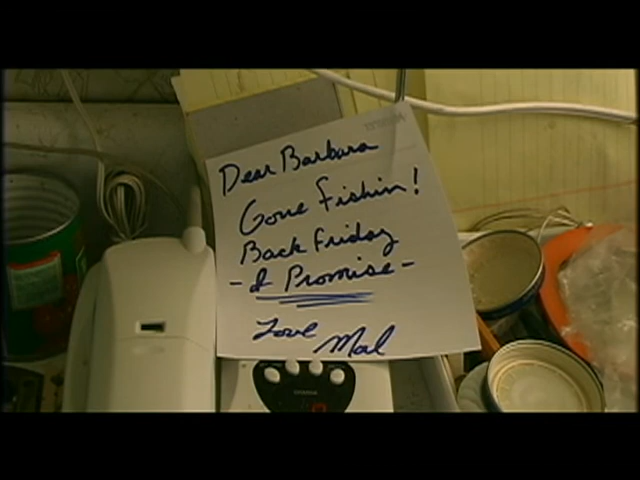 Dear Barbara
Gone Fishin!
Back Friday
- I Promise -
Love Mal